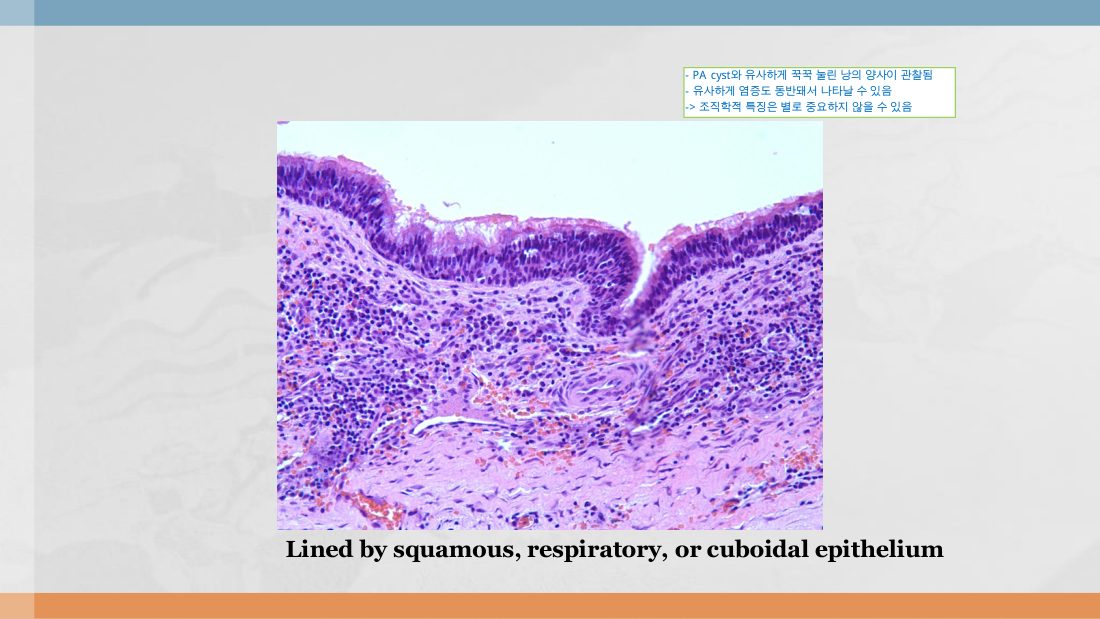 - PA cyst와 유사하게 꾹꾹 눌린 낭의 양사이 관찰됨
- 유사하게 염증도 동반돼서 나타날 수 있음
-> 조직학적 특징은 별로 중요하지 않을 수 있음
Lined by squamous, respiratory, or cuboidal epithelium